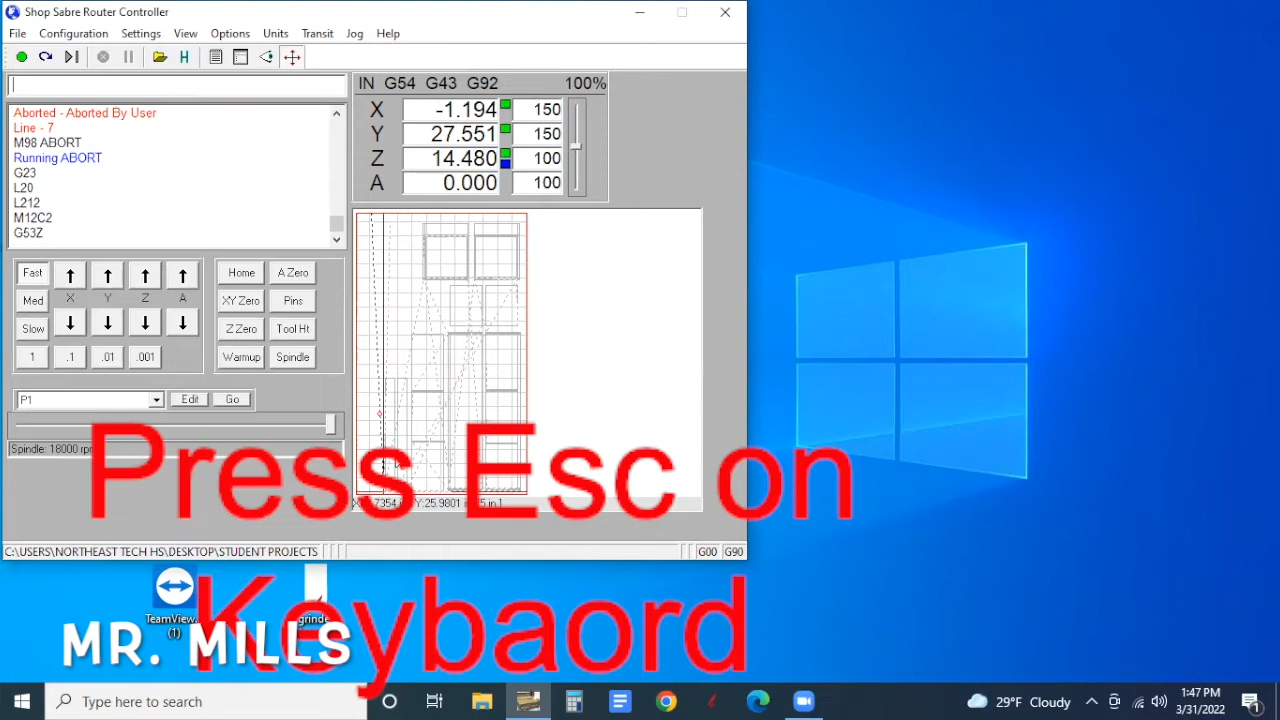 Shop Sabre Router Controller
File Configuration Settings View Options Units Transit Jog Help
IN G54 G43 G92 100%
X -1.194 150
Y 27.551 150
Z 14.480 100
A 0.000 100
Aborted - Aborted By User
Line - 7
M98 ABORT
Running ABORT
G23
L20
L212
M12C2
G53Z
Fast
Med
Slow
X Y Z A
1 .1 .01 .001
Home A Zero
XY Zero Pins
Z Zero Tool Ht
Warmup Spindle
P1 Edit Go
Spindle: 18000 rpm
Press Esc on
Keybaord
C:\USERS\NORTHEAST TECH HS\DESKTOP\STUDENT PROJECTS
G00 G90
TeamView...
(1)
MR. MILLS
Type here to search
29°F Cloudy
1:47 PM
3/31/2022
1